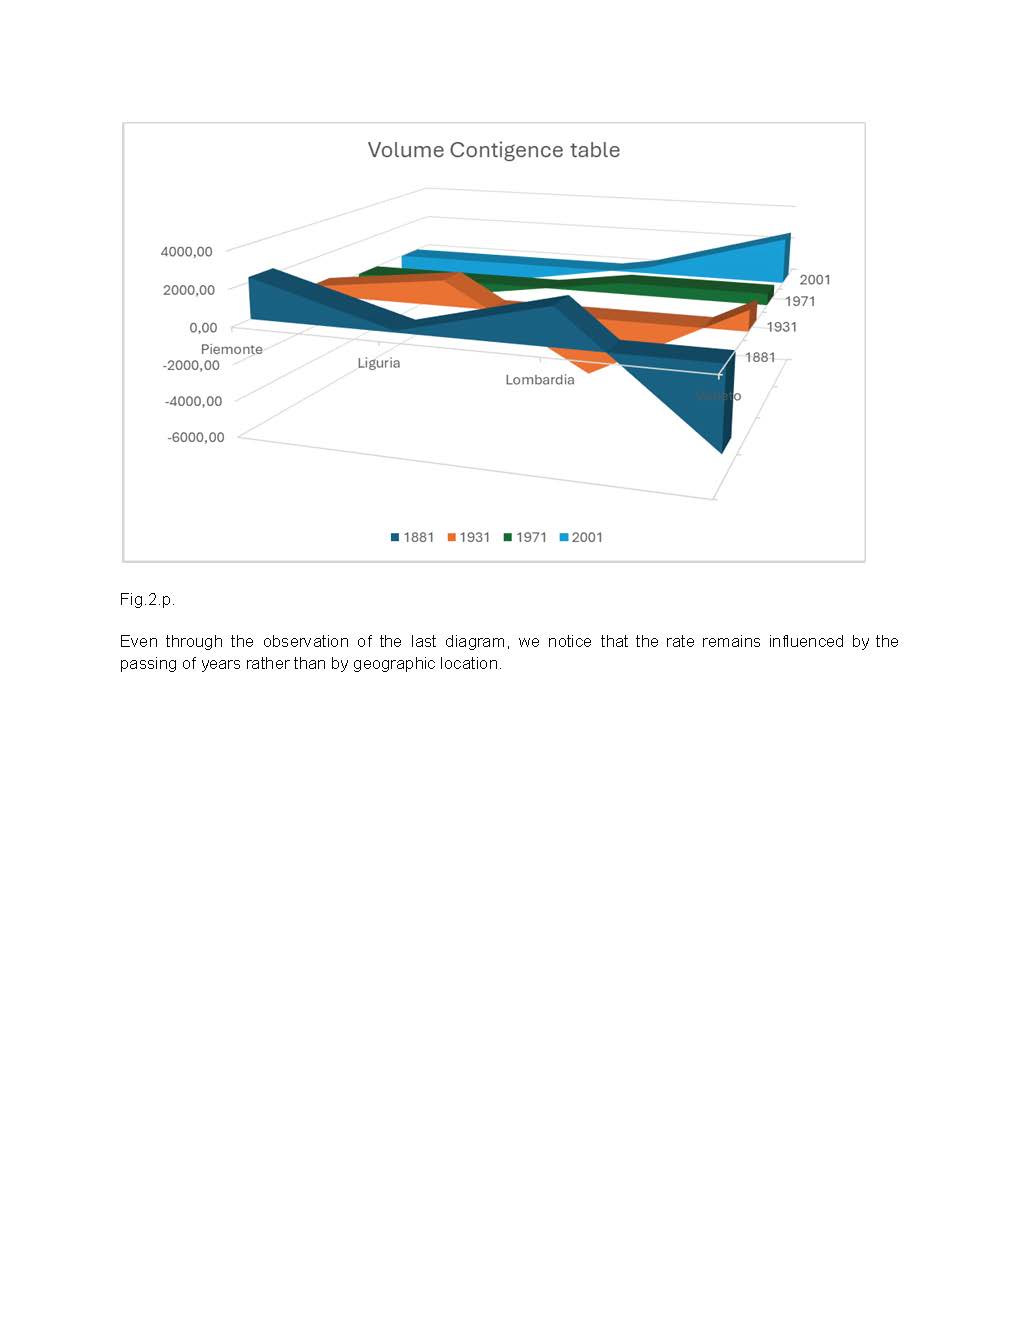 Volume Contigence table
4000,00
2000,00
0,00
-2000,00
-4000,00
-6000,00
Piemonte
Liguria
Lombardia
Veneto
2001
1971
1931
1881
1881 1931 1971 2001
Fig.2.p.
Even through the observation of the last diagram, we notice that the rate remains influenced by the
passing of years rather than by geographic location.